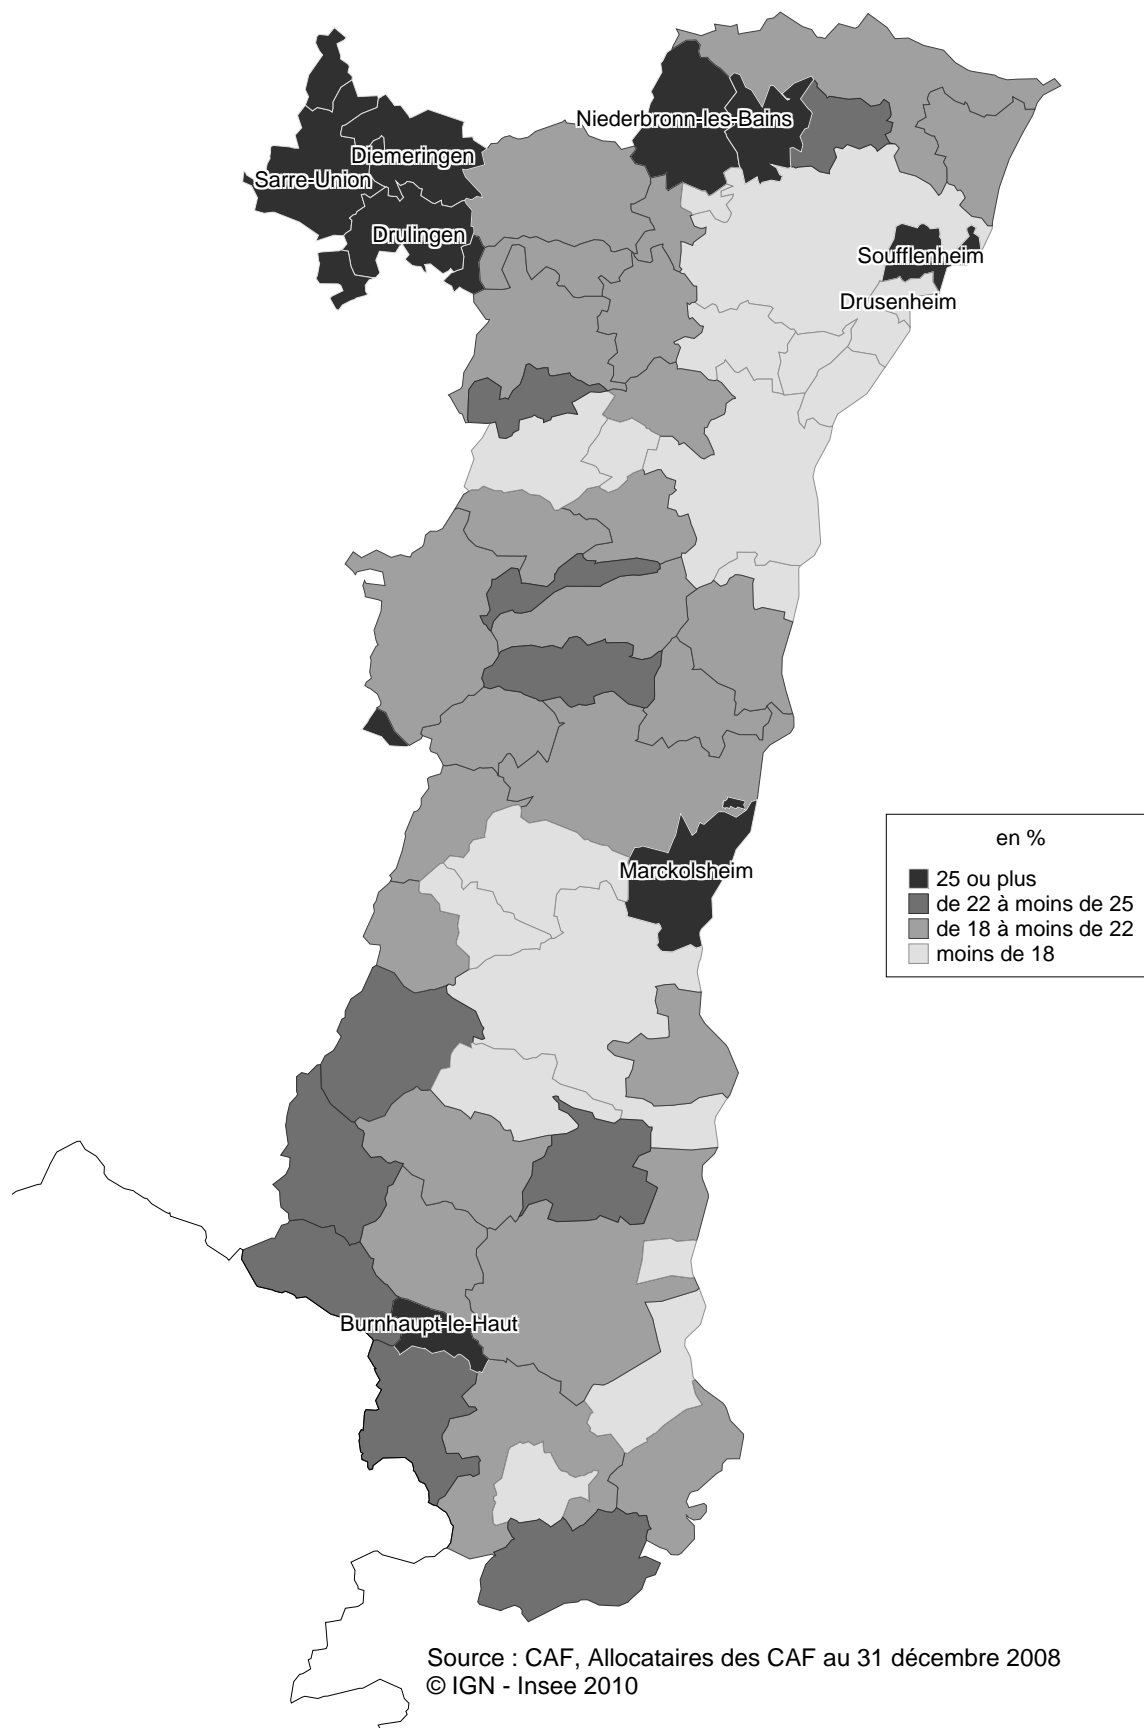 Niederbronn-les-Bains
Diemeringen
Sarre-Union
Drulingen
Soufflenheim
Drusenheim
en %
25 ou plus
de 22 à moins de 25
de 18 à moins de 22
moins de 18
Marckolsheim
Burnhaupt-le-Haut
Source : CAF, Allocataires des CAF au 31 décembre 2008
© IGN - Insee 2010